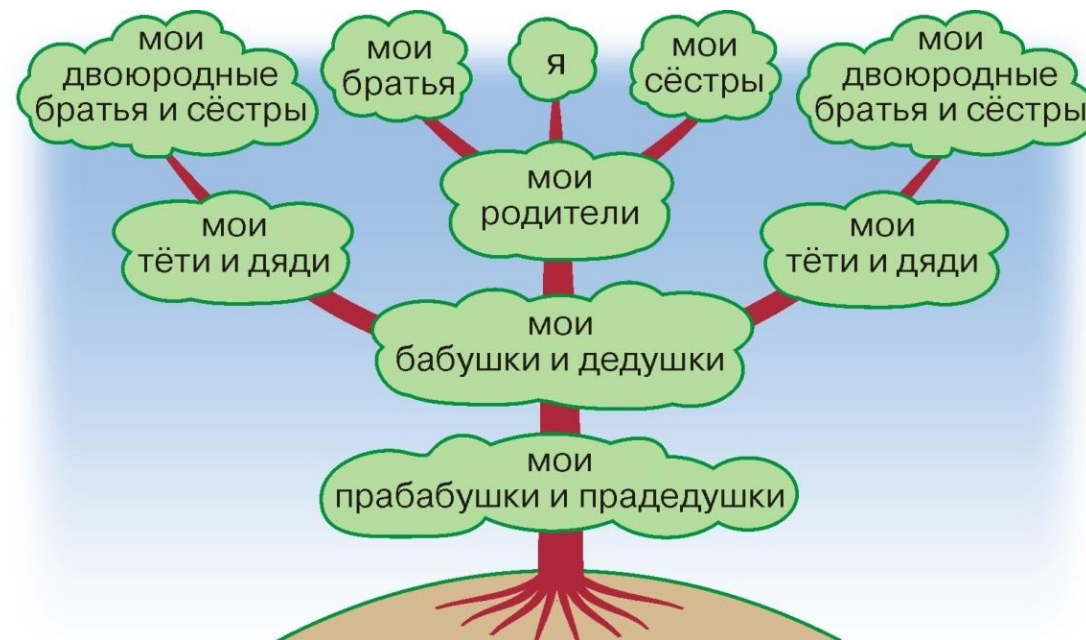 мои
двоюродные
братья и сёстры
мои
братья
я
мои
сёстры
мои
двоюродные
братья и сёстры
мои
тёти и дяди
мои
родители
мои
тёти и дяди
мои
бабушки и дедушки
мои
прабабушки и прадедушки